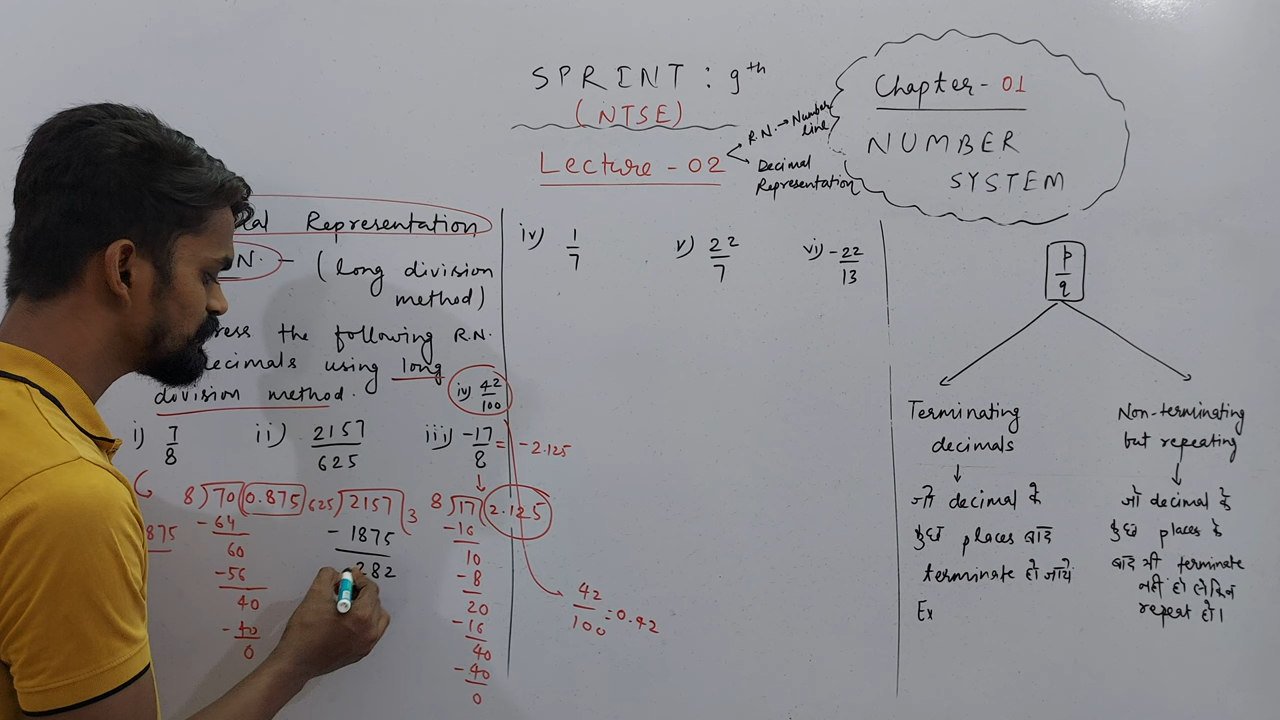 SPRINT : 9th
(NTSE)
Lecture - 02
R.N. → Number line
Decimal Representation
Chapter - 01
NUMBER
SYSTEM
Representation
N. - (long division
method)
the following R.N.
decimals using long
division method.
iv) 42/100
i) 7/8
ii) 2157/625
iii) -17/8 = -2.125
8)70(0.875
-64
60
-56
40
-40
0
875
625)2157(3
- 1875
282
8)17(2.125
-16
10
-8
20
-16
40
-40
0
42/100 = 0.42
iv) 1/7
v) 22/7
vi) -22/13
p/q
Terminating
decimals
जो decimal के
कुछ places बाद
terminate हो जाये
Ex
Non-terminating
but repeating
जो decimal के
कुछ places के
बाद भी terminate
नहीं हो लेकिन
repeat हो।